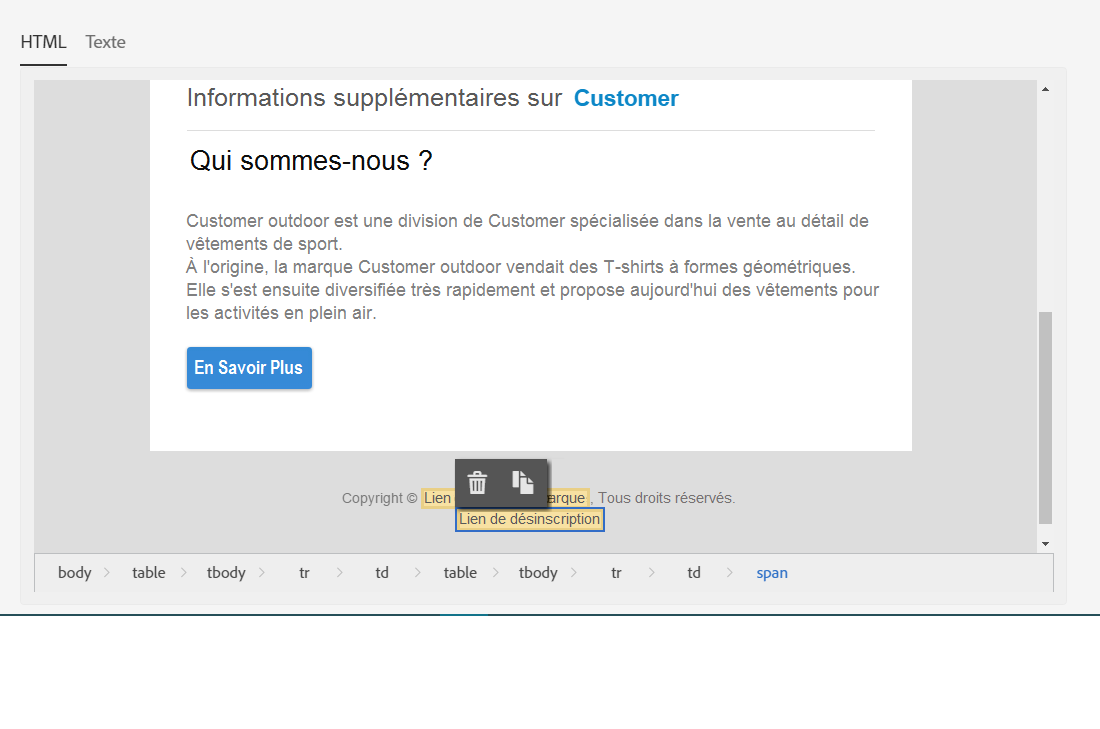 HTML Texte
Informations supplémentaires sur Customer
Qui sommes-nous ?
Customer outdoor est une division de Customer spécialisée dans la vente au détail de
vêtements de sport.
À l'origine, la marque Customer outdoor vendait des T-shirts à formes géométriques.
Elle s'est ensuite diversifiée très rapidement et propose aujourd'hui des vêtements pour
les activités en plein air.
En Savoir Plus
Copyright © Lien , Tous droits réservés.
Lien de désinscription
body table tbody tr td table tbody tr td span